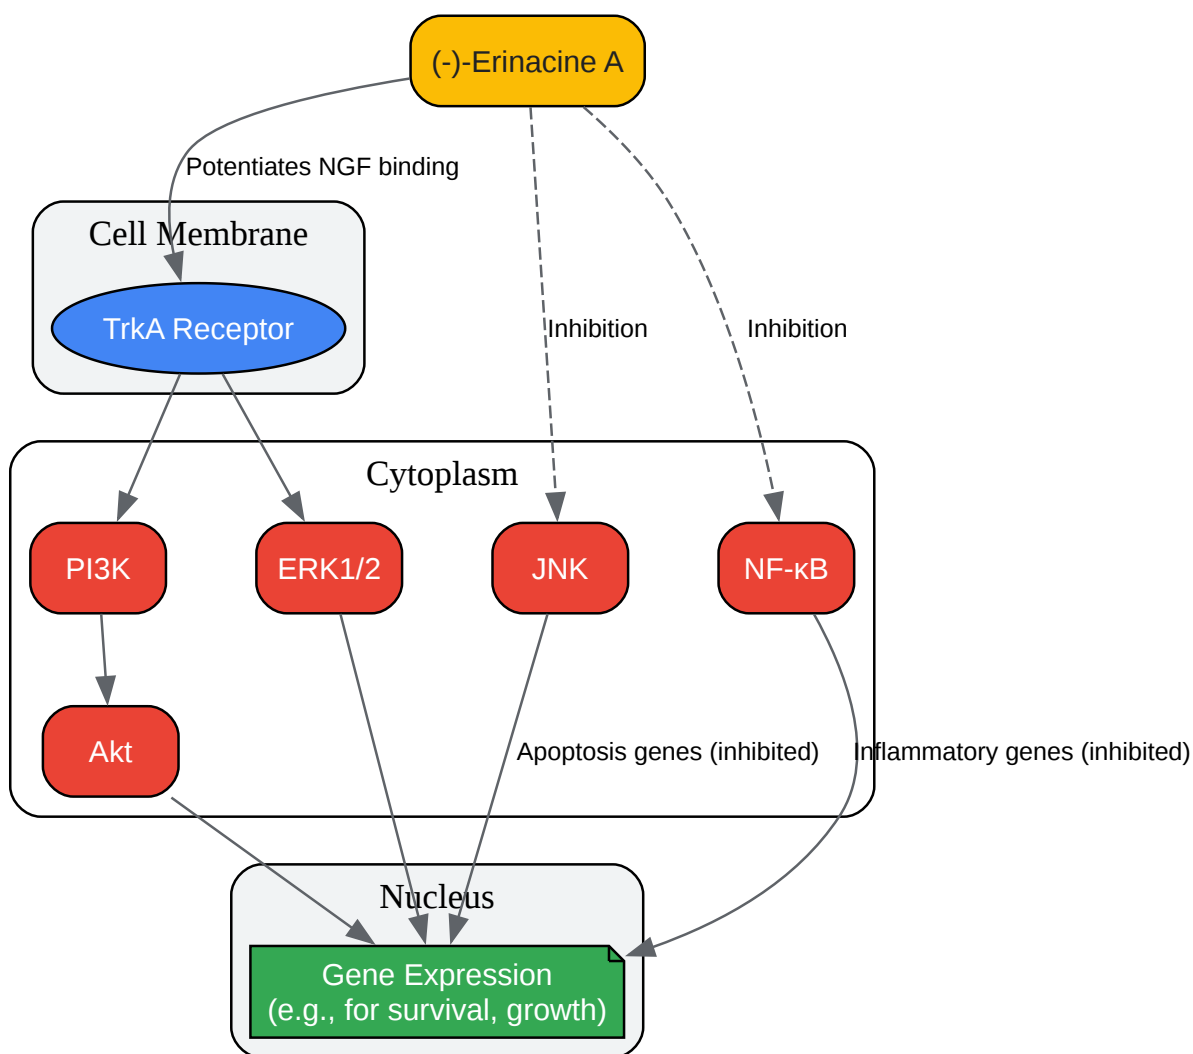 (-)-Erinacine A
Potentiates NGF binding
Cell Membrane
TrkA Receptor
Inhibition
Inhibition
Cytoplasm
PI3K
ERK1/2
JNK
NF-κB
Akt
Apoptosis genes (inhibited)
Inflammatory genes (inhibited)
Nucleus
Gene Expression
(e.g., for survival, growth)